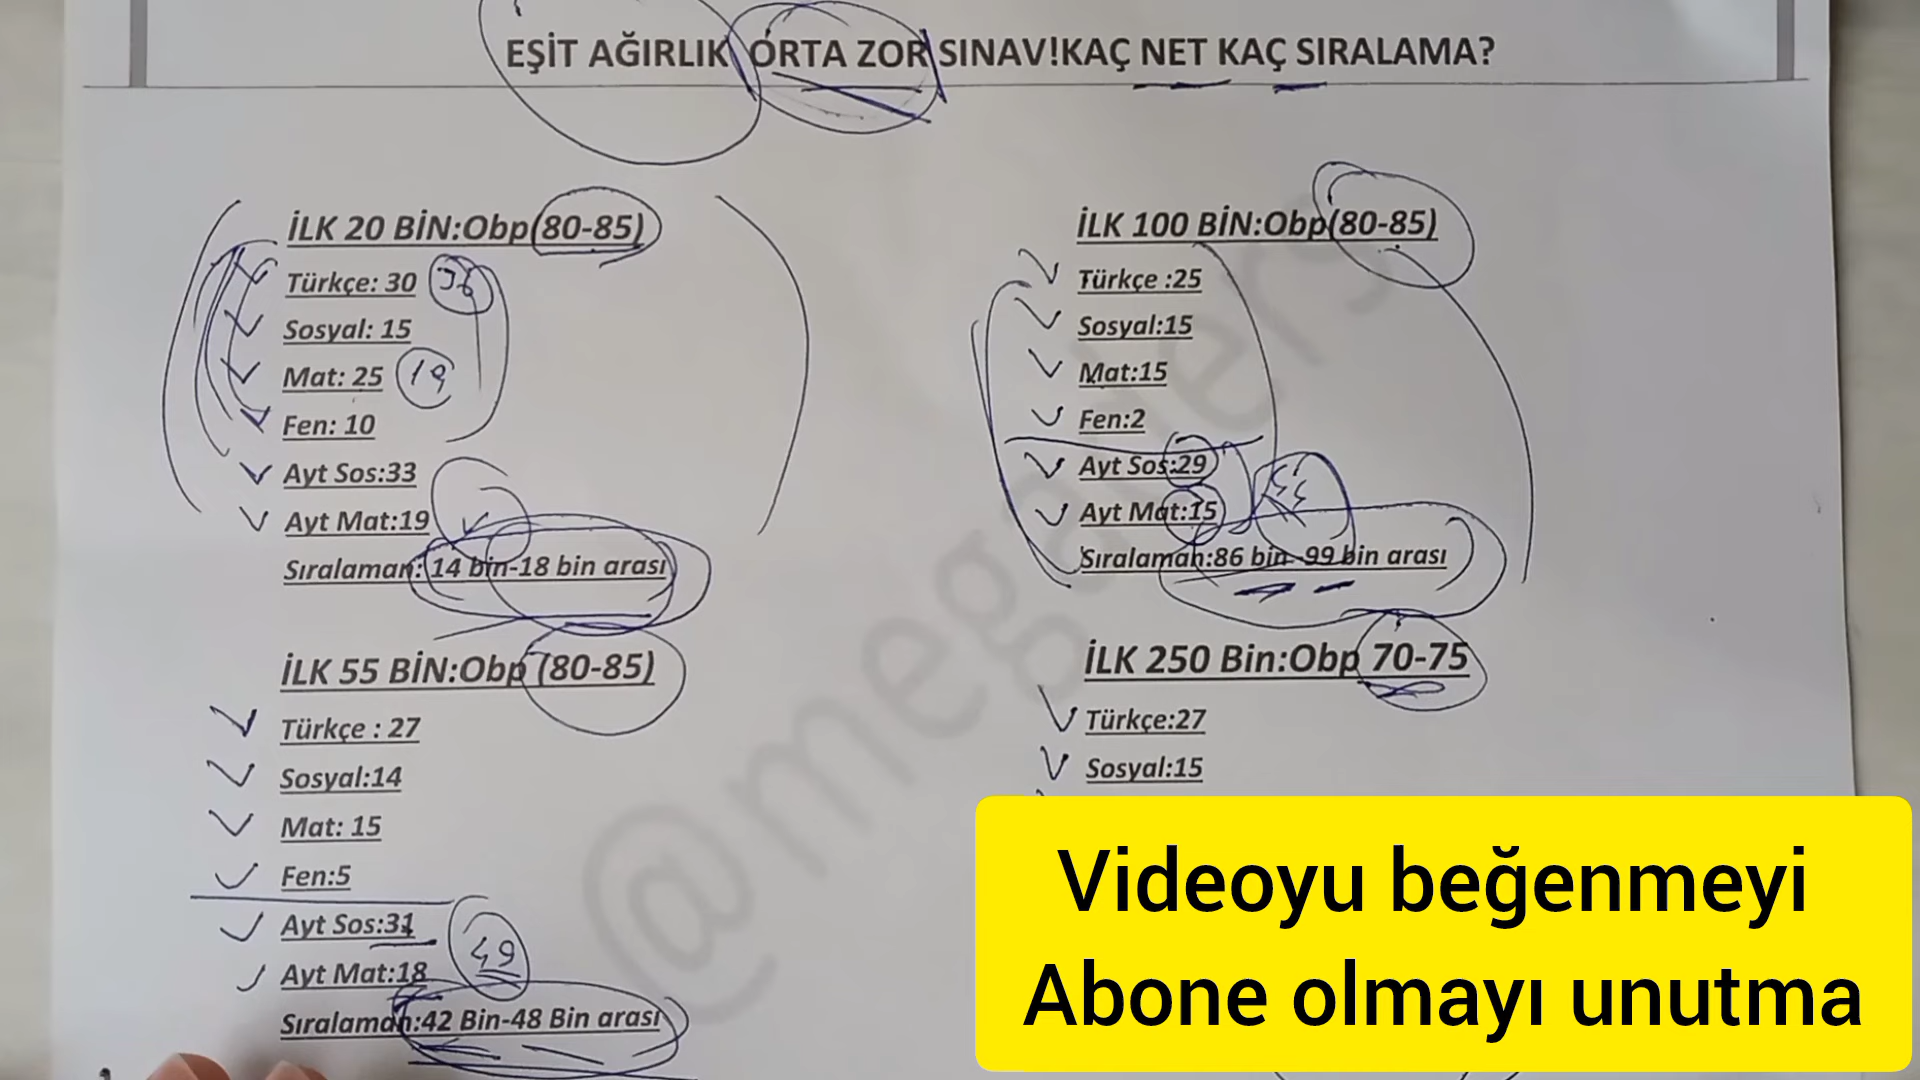 EŞİT AĞIRLIK ORTA ZOR SINAV!KAÇ NET KAÇ SIRALAMA?
İLK 20 BİN:Obp(80-85)
Türkçe: 30
Sosyal: 15
Mat: 25 19
Fen: 10
Ayt Sos:33
Ayt Mat:19
Sıralaman: 14 bin-18 bin arası
İLK 55 BİN:Obp (80-85)
Türkçe : 27
Sosyal:14
Mat: 15
Fen:5
Ayt Sos:31
Ayt Mat:18 49
Sıralaman:42 Bin-48 Bin arası
İLK 100 BİN:Obp(80-85)
Türkçe :25
Sosyal:15
Mat:15
Fen:2
Ayt Sos:29
Ayt Mat:15
Sıralaman:86 bin -99 bin arası
İLK 250 Bin:Obp 70-75
Türkçe:27
Sosyal:15
Videoyu beğenmeyi
Abone olmayı unutma